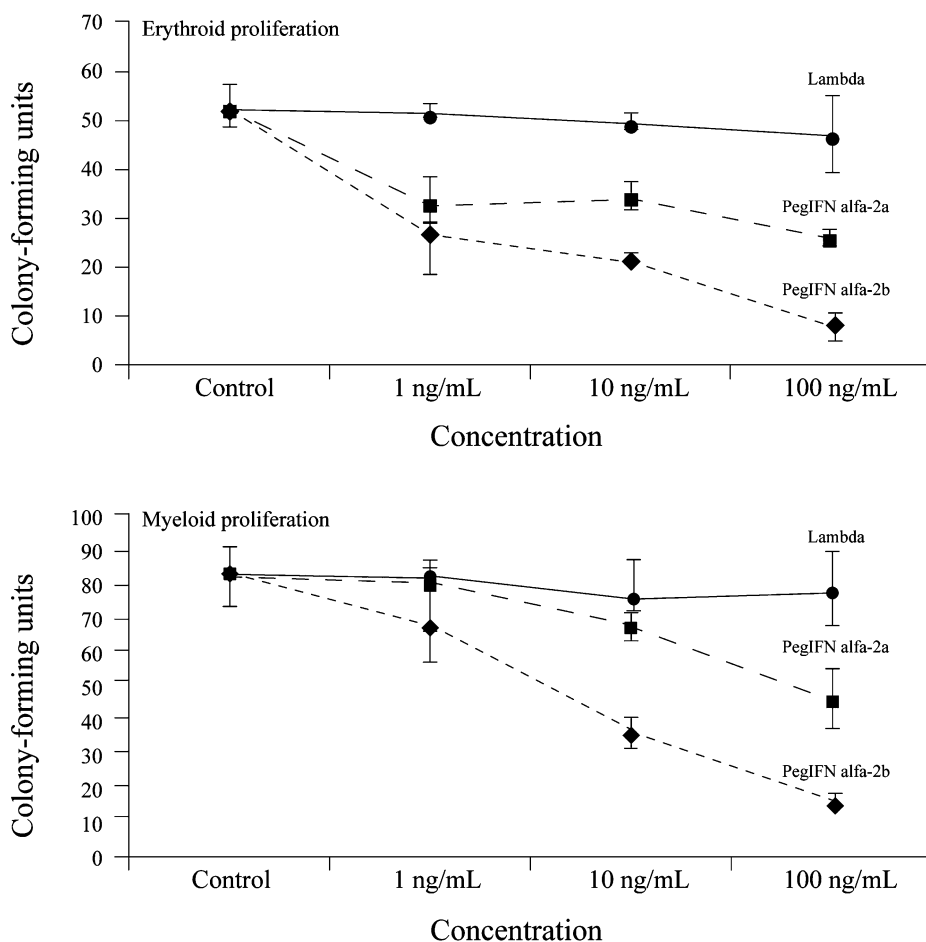 Erythroid proliferation
Colony-forming units
70
60
50
40
30
20
10
0
Lambda
PegIFN alfa-2a
PegIFN alfa-2b
Control 1 ng/mL 10 ng/mL 100 ng/mL
Concentration
Myeloid proliferation
Colony-forming units
100
90
80
70
60
50
40
30
20
10
0
Lambda
PegIFN alfa-2a
PegIFN alfa-2b
Control 1 ng/mL 10 ng/mL 100 ng/mL
Concentration